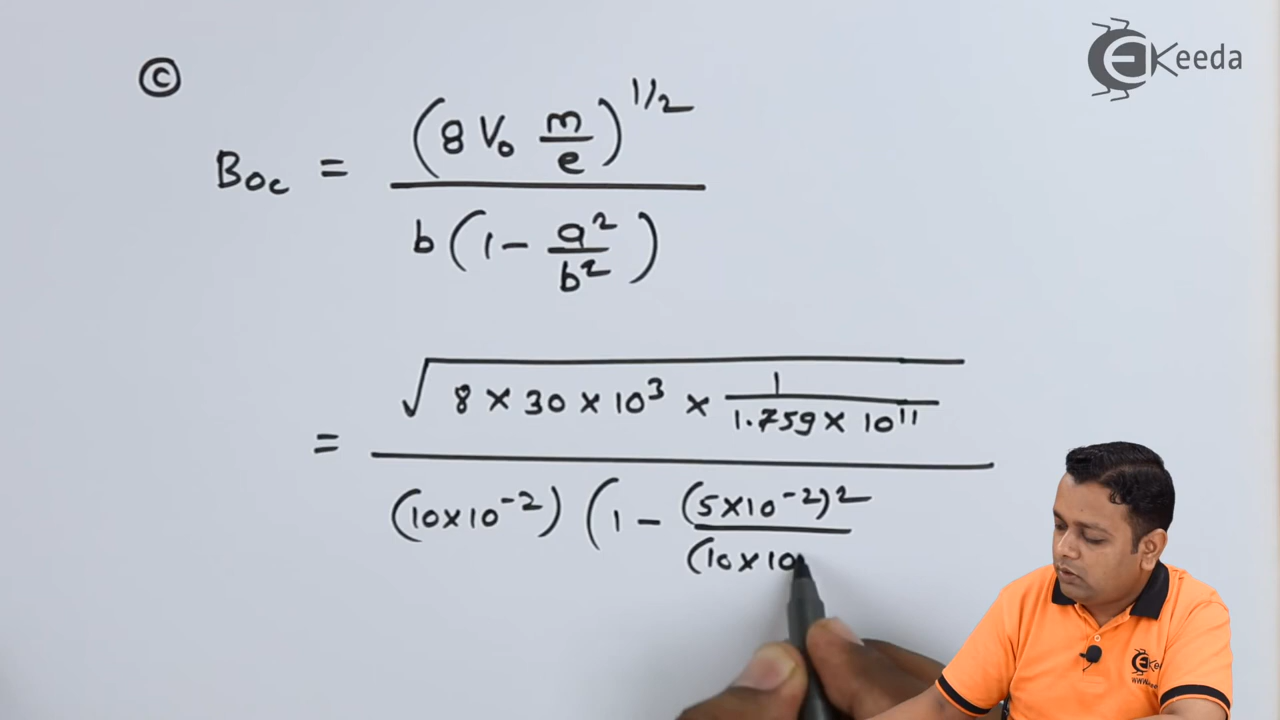 EKeeda
Ⓒ
B₀c = (8 V₀ m/e)^1/2 / b(1 - a²/b²)
= √(8 × 30 × 10³ × 1/(1.759 × 10¹¹))
(10×10⁻²) (1 - (5×10⁻²)²
(10×10
EKee